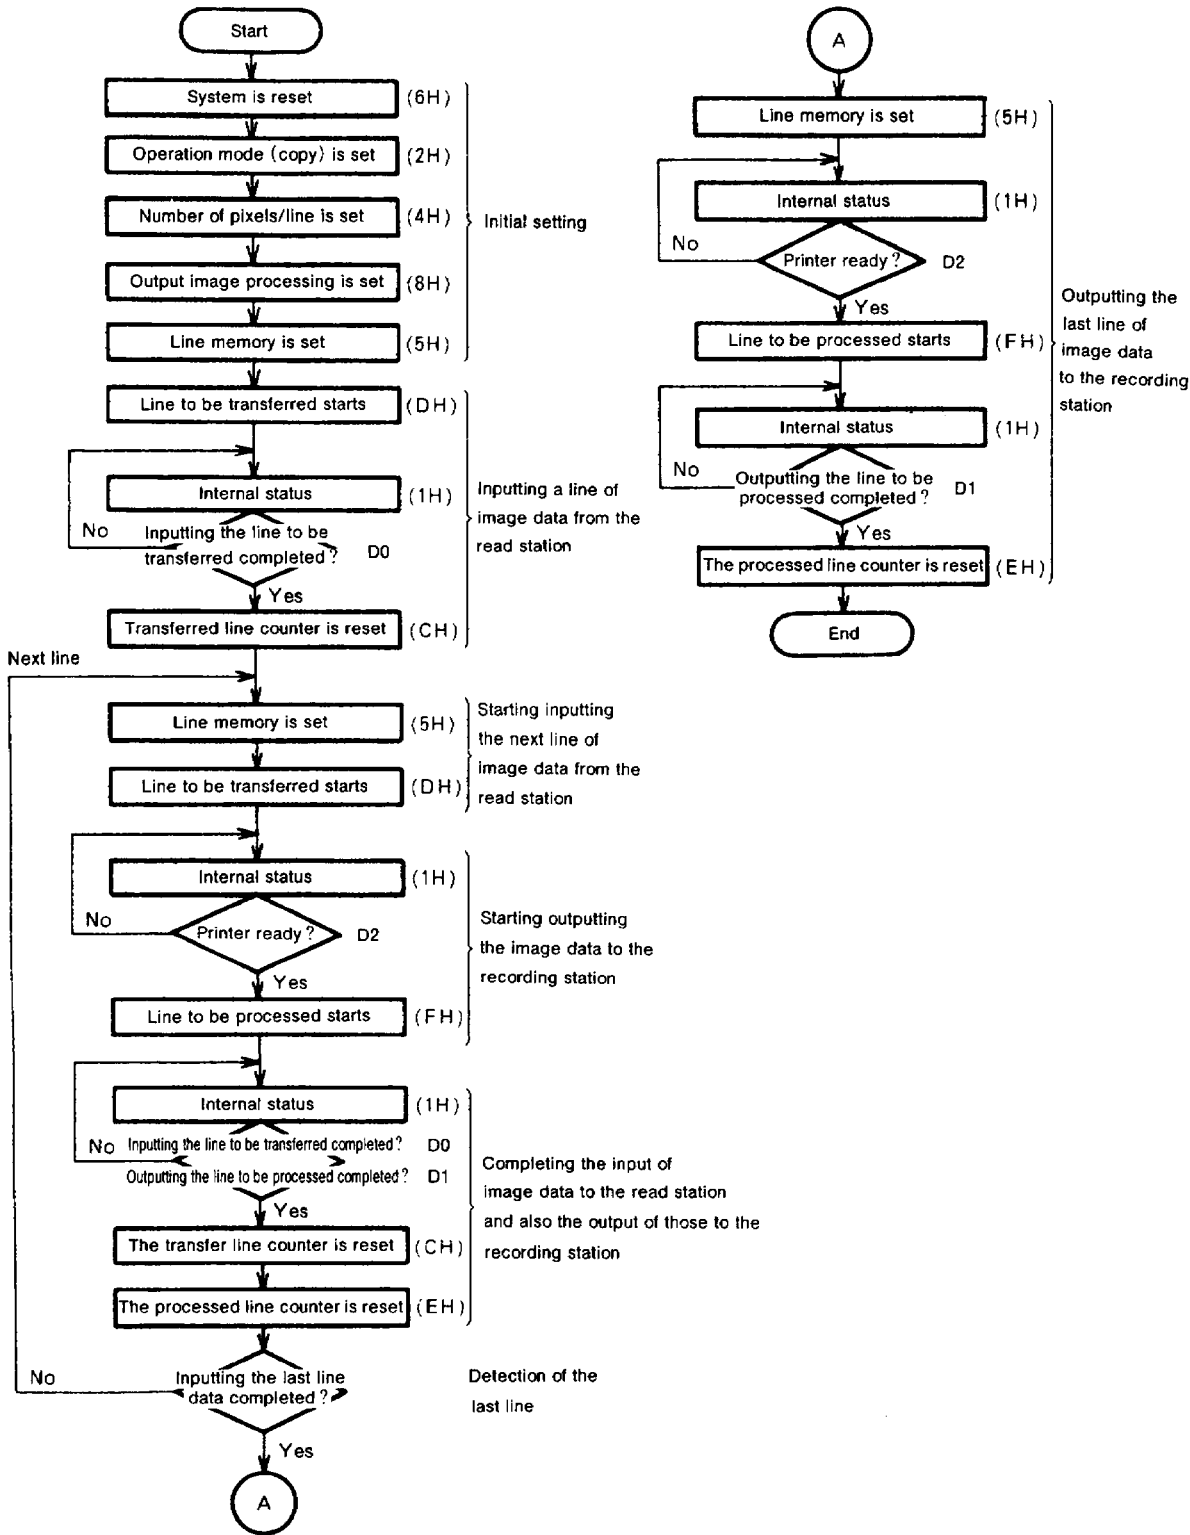 Start
System is reset
(6H)
Operation mode (copy) is set
(2H)
Number of pixels/line is set
(4H)
Output image processing is set
(8H)
Line memory is set
(5H)
Initial setting
Line to be transferred starts
(DH)
Internal status
(1H)
No
Inputting the line to be
transferred completed?
D0
Yes
Transferred line counter is reset
(CH)
Inputting a line of
image data from the
read station
Next line
Line memory is set
(5H)
Line to be transferred starts
(DH)
Starting inputting
the next line of
image data from the
read station
Internal status
(1H)
No
Printer ready?
D2
Yes
Line to be processed starts
(FH)
Starting outputting
the image data to the
recording station
Internal status
(1H)
No
Inputting the line to be transferred completed?
D0
Outputting the line to be processed completed?
D1
Yes
The transfer line counter is reset
(CH)
The processed line counter is reset
(EH)
Completing the input of
image data to the read station
and also the output of those to the
recording station
No
Inputting the last line
data completed?
Detection of the
last line
Yes
A
A
Line memory is set
(5H)
Internal status
(1H)
No
Printer ready?
D2
Yes
Line to be processed starts
(FH)
Internal status
(1H)
No
Outputting the line to be
processed completed?
D1
Yes
The processed line counter is reset
(EH)
Outputting the
last line of
image data
to the recording
station
End